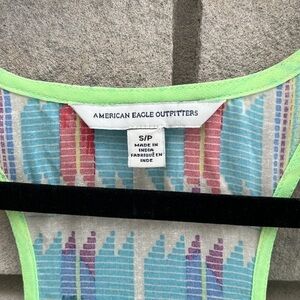 AMERICAN EAGLE OUTFITTERS
S/P
MADE IN
INDIA
FABRIQUÉ EN
INDE